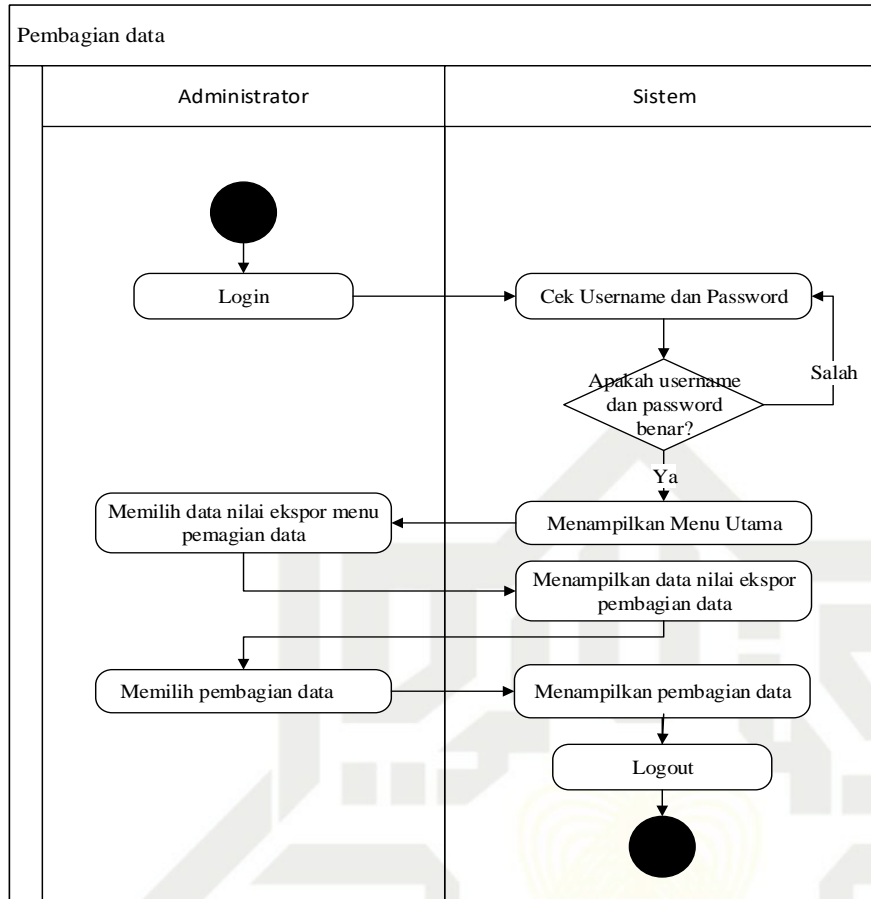 Pembagian data
Administrator
Sistem
Login
Cek Username dan Password
Apakah username
dan password
benar?
Salah
Ya
Menampilkan Menu Utama
Memilih data nilai ekspor menu
pemagian data
Menampilkan data nilai ekspor
pembagian data
Memilih pembagian data
Menampilkan pembagian data
Logout